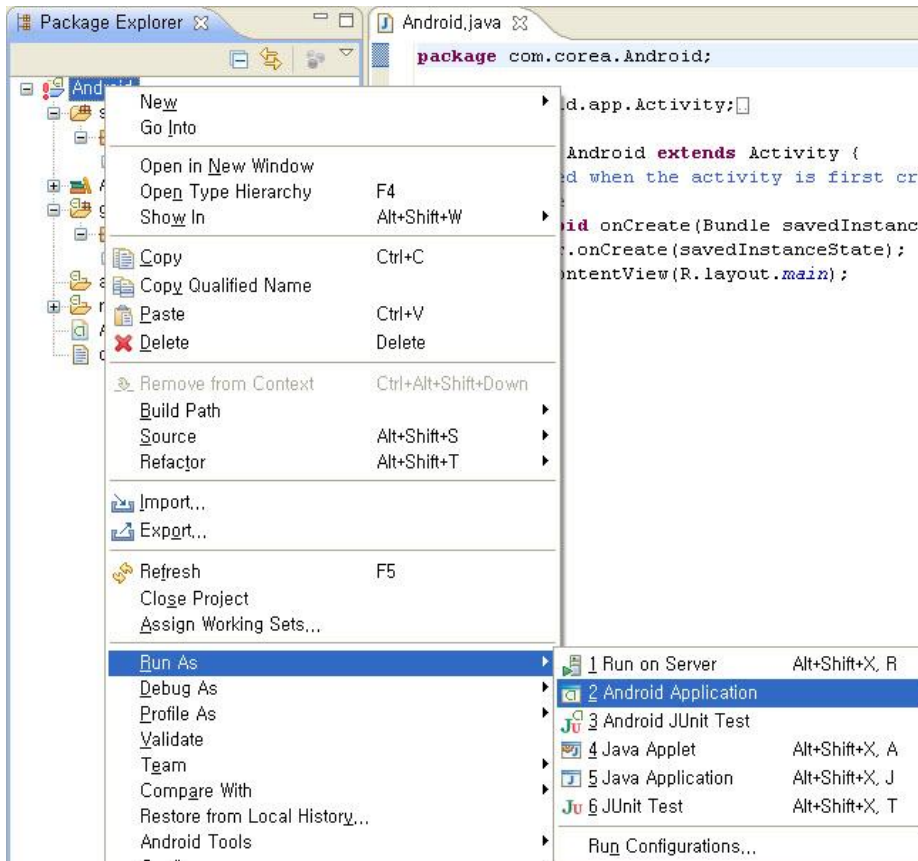 Package Explorer
Android.java
package com.corea.Android;
d.app.Activity;
Android extends Activity {
d when the activity is first cr
id onCreate(Bundle savedInstanc
.onCreate(savedInstanceState);
ntentView(R.layout.main);
Android
New
Go Into
Open in New Window
Open Type Hierarchy F4
Show In Alt+Shift+W
Copy Ctrl+C
Copy Qualified Name
Paste Ctrl+V
Delete Delete
Remove from Context Ctrl+Alt+Shift+Down
Build Path
Source Alt+Shift+S
Refactor Alt+Shift+T
Import...
Export...
Refresh F5
Close Project
Assign Working Sets...
Run As
Debug As
Profile As
Validate
Team
Compare With
Restore from Local History...
Android Tools
1 Run on Server Alt+Shift+X, R
2 Android Application
3 Android JUnit Test
4 Java Applet Alt+Shift+X, A
5 Java Application Alt+Shift+X, J
6 JUnit Test Alt+Shift+X, T
Run Configurations...